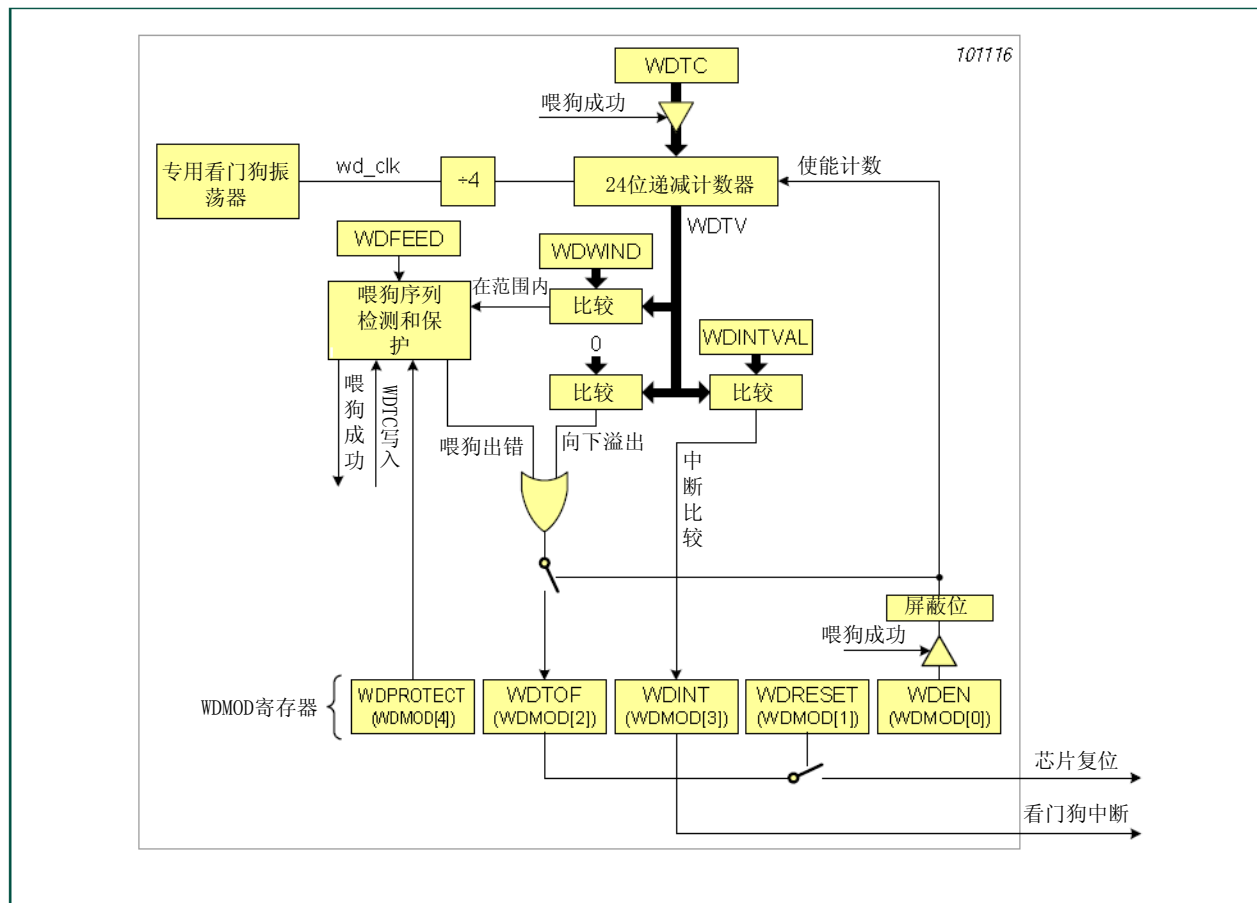 101116
WDTC
喂狗成功
专用看门狗振
荡器
wd_clk
÷4
24位递减计数器
使能计数
WDTV
WDFEED
WDWIND
喂狗序列
检测和保
护
在范围内
比较
0
WDINTVAL
比较
比较
喂狗成功
WDTC写入
喂狗出错
向下溢出
中断比较
屏蔽位
喂狗成功
WDMOD寄存器
WDPROTECT
(WDMOD[4])
WDTOF
(WDMOD[2])
WDINT
(WDMOD[3])
WDRESET
(WDMOD[1])
WDEN
(WDMOD[0])
芯片复位
看门狗中断